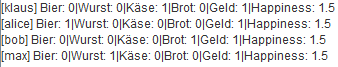 [klaus] Bier: 0|Wurst: 0|Käse: 1|Brot: 0|Geld: 1|Happiness: 1.5
[alice] Bier: 1|Wurst: 0|Käse: 0|Brot: 0|Geld: 1|Happiness: 1.5
[bob] Bier: 0|Wurst: 0|Käse: 0|Brot: 1|Geld: 1|Happiness: 1.5
[max] Bier: 0|Wurst: 1|Käse: 0|Brot: 0|Geld: 1|Happiness: 1.5